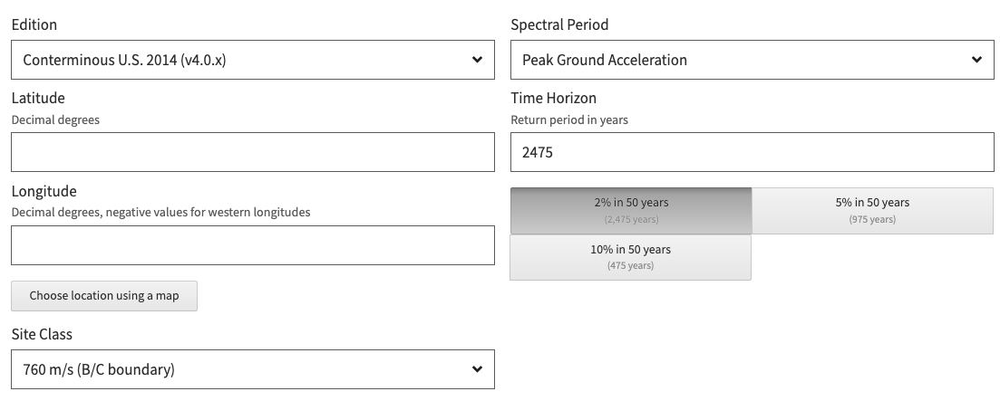 Edition
Conterminous U.S. 2014 (v4.0.x)
Latitude
Decimal degrees
Longitude
Decimal degrees, negative values for western longitudes
Choose location using a map
Site Class
760 m/s (B/C boundary)
Spectral Period
Peak Ground Acceleration
Time Horizon
Return period in years
2475
2% in 50 years
(2,475 years)
5% in 50 years
(975 years)
10% in 50 years
(475 years)